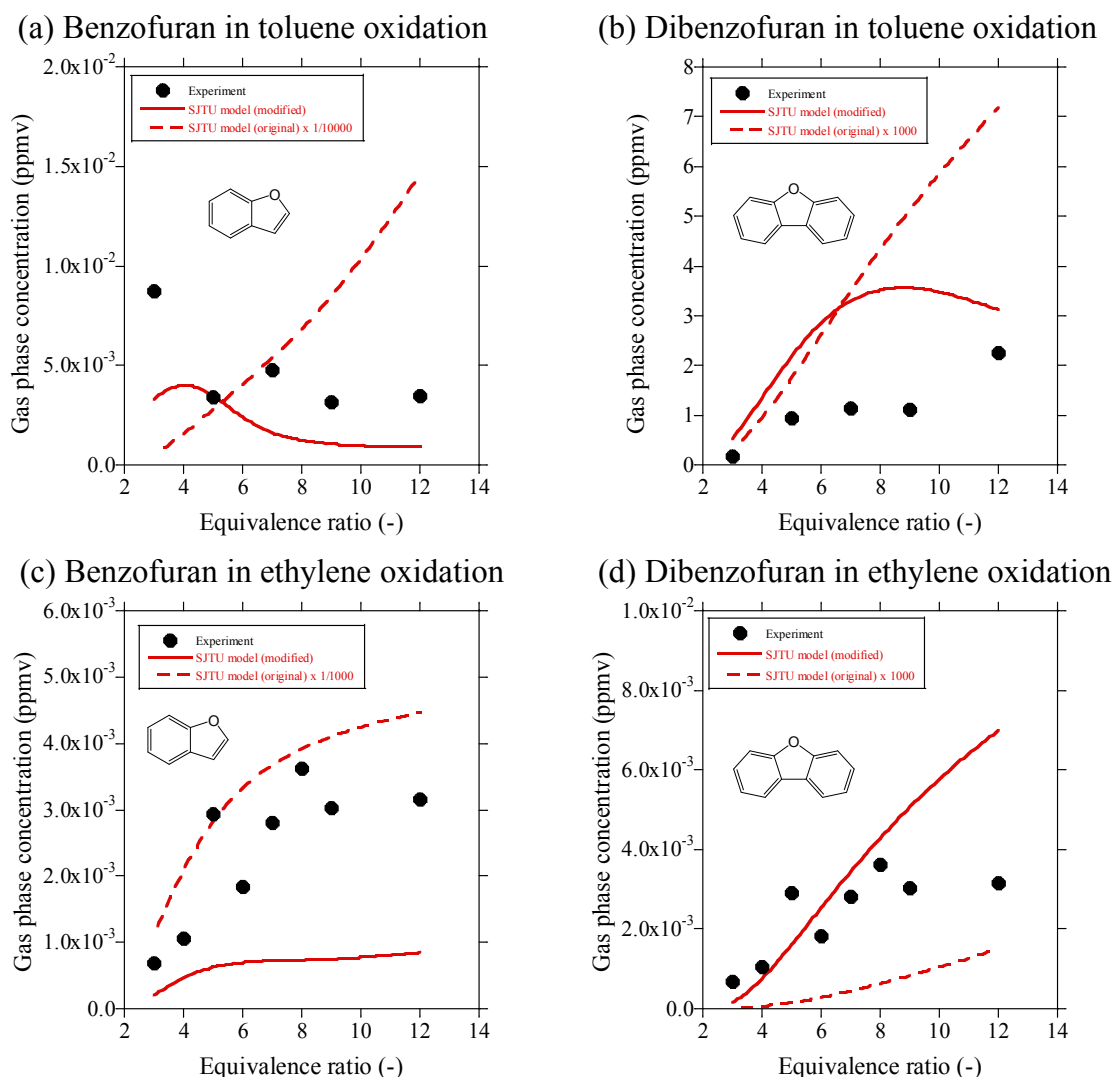 (a) Benzofuran in toluene oxidation
2.0x10-2
1.5x10-2
1.0x10-2
5.0x10-3
0.0
Gas phase concentration (ppmv)
Experiment
SJTU model (modified)
SJTU model (original) x 1/10000
O
2 4 6 8 10 12 14
Equivalence ratio (-)
(b) Dibenzofuran in toluene oxidation
8
7
6
5
4
3
2
1
0
Gas phase concentration (ppmv)
Experiment
SJTU model (modified)
SJTU model (original) x 1000
O
2 4 6 8 10 12 14
Equivalence ratio (-)
(c) Benzofuran in ethylene oxidation
6.0x10-3
5.0x10-3
4.0x10-3
3.0x10-3
2.0x10-3
1.0x10-3
0.0
Gas phase concentration (ppmv)
Experiment
SJTU model (modified)
SJTU model (original) x 1/1000
O
2 4 6 8 10 12 14
Equivalence ratio (-)
(d) Dibenzofuran in ethylene oxidation
1.0x10-2
8.0x10-3
6.0x10-3
4.0x10-3
2.0x10-3
0.0
Gas phase concentration (ppmv)
Experiment
SJTU model (modified)
SJTU model (original) x 1000
O
2 4 6 8 10 12 14
Equivalence ratio (-)